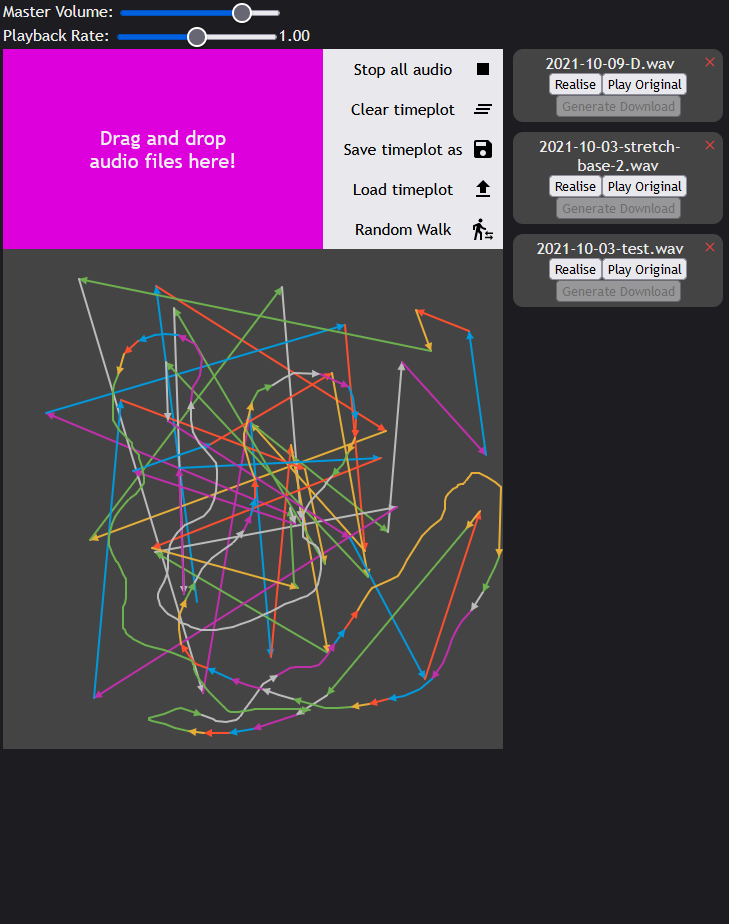 Master Volume:
Playback Rate: 1.00
Drag and drop
audio files here!
Stop all audio
Clear timeplot
Save timeplot as
Load timeplot
Random Walk
2021-10-09-D.wav ×
Realise Play Original
Generate Download
2021-10-03-stretch- ×
base-2.wav
Realise Play Original
Generate Download
2021-10-03-test.wav ×
Realise Play Original
Generate Download